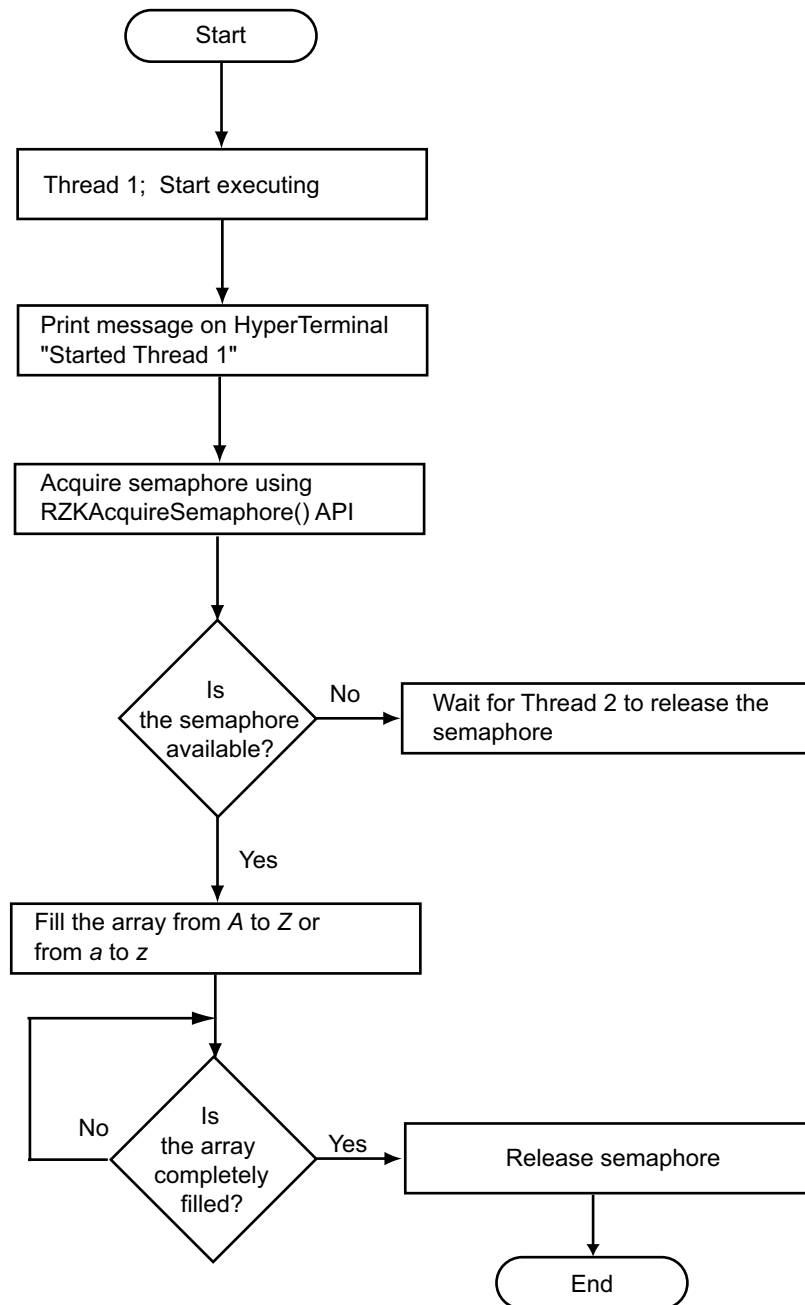 Start
Thread 1;  Start executing
Print message on HyperTerminal
"Started Thread 1"
Acquire semaphore using
RZKAcquireSemaphore() API
Is
the semaphore
available?
No
Wait for Thread 2 to release the
semaphore
Yes
Fill the array from A to Z or
from a to z
Is
the array
completely
filled?
No
Yes
Release semaphore
End